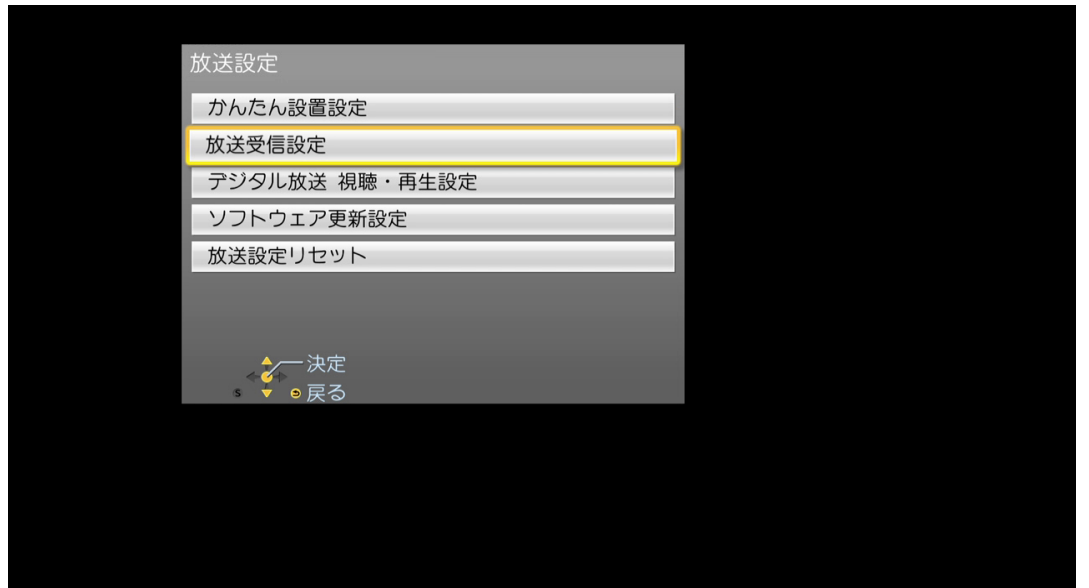 放送設定
かんたん設置設定
放送受信設定
デジタル放送 視聴・再生設定
ソフトウェア更新設定
放送設定リセット
決定
S
戻る